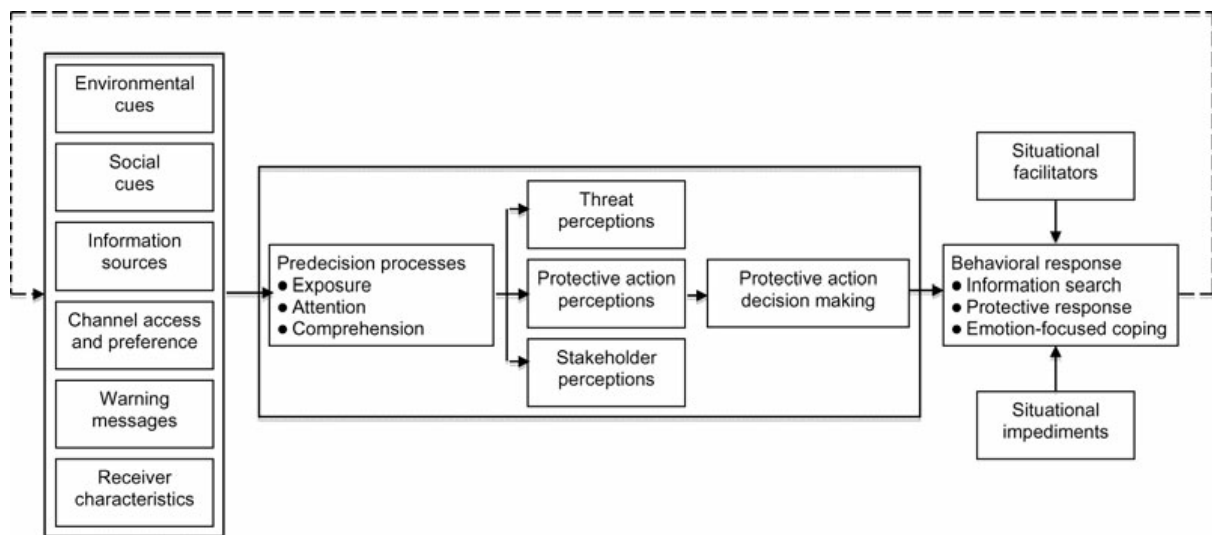 Environmental
cues
Social
cues
Information
sources
Channel access
and preference
Warning
messages
Receiver
characteristics
Predecision processes
● Exposure
● Attention
● Comprehension
Threat
perceptions
Protective action
perceptions
Stakeholder
perceptions
Protective action
decision making
Situational
facilitators
Behavioral response
● Information search
● Protective response
● Emotion-focused coping
Situational
impediments